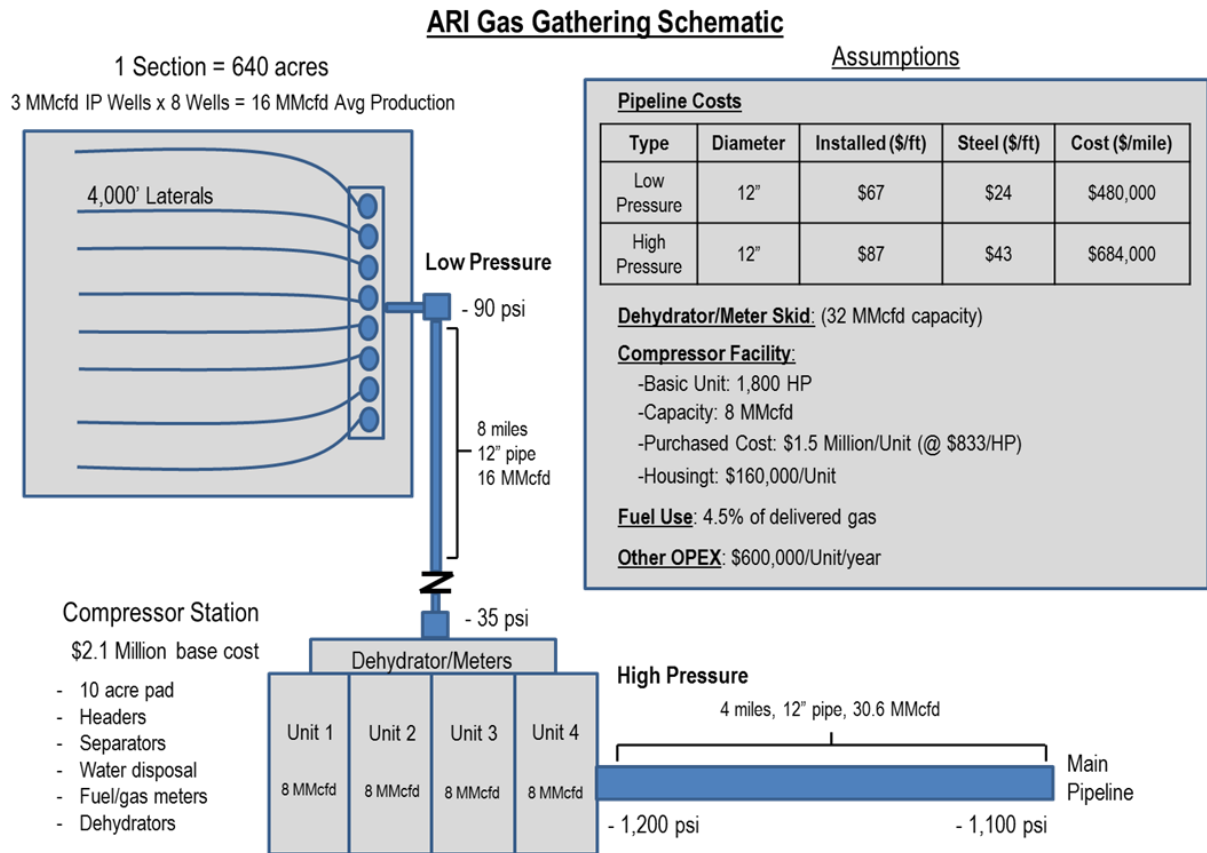 ARI Gas Gathering Schematic
1 Section = 640 acres
3 MMcfd IP Wells x 8 Wells = 16 MMcfd Avg Production
4,000’ Laterals
Low Pressure
- 90 psi
8 miles
12” pipe
16 MMcfd
- 35 psi
Compressor Station
$2.1 Million base cost
- 10 acre pad
- Headers
- Separators
- Water disposal
- Fuel/gas meters
- Dehydrators
Dehydrator/Meters
Unit 1
Unit 2
Unit 3
Unit 4
8 MMcfd
8 MMcfd
8 MMcfd
8 MMcfd
High Pressure
4 miles, 12” pipe, 30.6 MMcfd
Main
Pipeline
- 1,200 psi
- 1,100 psi
Assumptions
Pipeline Costs
Type Diameter Installed ($/ft) Steel ($/ft) Cost ($/mile)
Low
Pressure 12” $67 $24 $480,000
High
Pressure 12” $87 $43 $684,000
Dehydrator/Meter Skid: (32 MMcfd capacity)
Compressor Facility:
-Basic Unit: 1,800 HP
-Capacity: 8 MMcfd
-Purchased Cost: $1.5 Million/Unit (@ $833/HP)
-Housingt: $160,000/Unit
Fuel Use: 4.5% of delivered gas
Other OPEX: $600,000/Unit/year